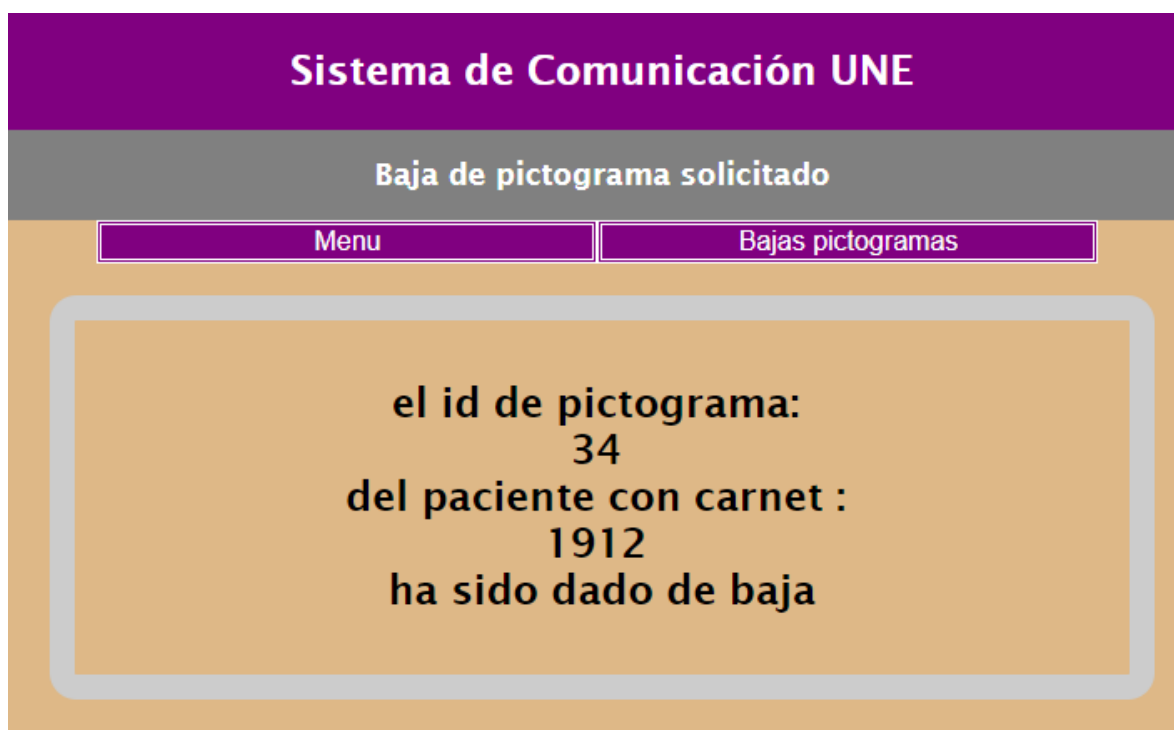 Sistema de Comunicación UNE
Baja de pictograma solicitado
Menu
Bajas pictogramas
el id de pictograma:
34
del paciente con carnet :
1912
ha sido dado de baja